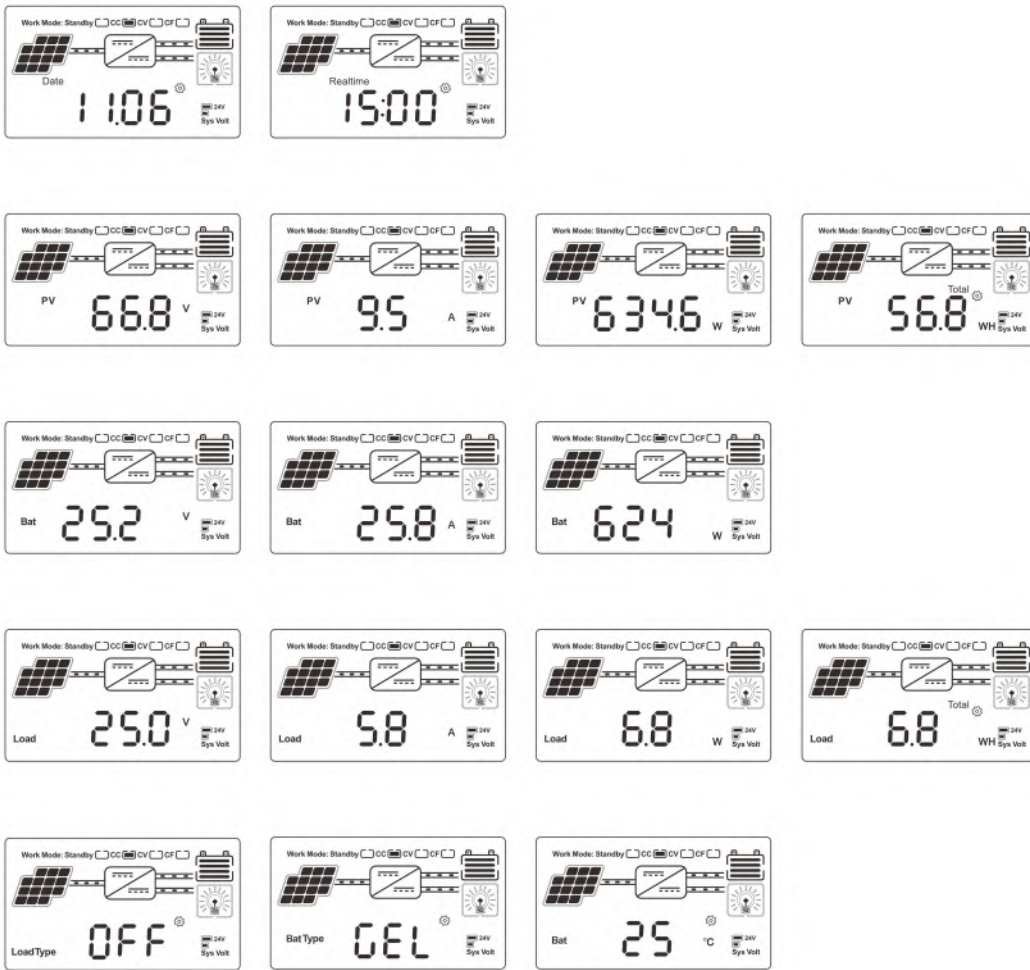 Work Mode: Standby CC CV CF
Date
11.06
24V
Sys Volt
Work Mode: Standby CC CV CF
Realtime
15:00
24V
Sys Volt
Work Mode: Standby CC CV CF
PV 66.8 V
24V
Sys Volt
Work Mode: Standby CC CV CF
PV 9.5 A
24V
Sys Volt
Work Mode: Standby CC CV CF
PV 634.6 W
24V
Sys Volt
Work Mode: Standby CC CV CF
Total
PV 56.8 WH
24V
Sys Volt
Work Mode: Standby CC CV CF
Bat 25.2 V
24V
Sys Volt
Work Mode: Standby CC CV CF
Bat 25.8 A
24V
Sys Volt
Work Mode: Standby CC CV CF
Bat 624 W
24V
Sys Volt
Work Mode: Standby CC CV CF
Load 25.0 V
24V
Sys Volt
Work Mode: Standby CC CV CF
Load 5.8 A
24V
Sys Volt
Work Mode: Standby CC CV CF
Load 6.8 W
24V
Sys Volt
Work Mode: Standby CC CV CF
Total
Load 6.8 WH
24V
Sys Volt
Work Mode: Standby CC CV CF
LoadType OFF
24V
Sys Volt
Work Mode: Standby CC CV CF
BatType GEL
24V
Sys Volt
Work Mode: Standby CC CV CF
Bat 25 °C
24V
Sys Volt